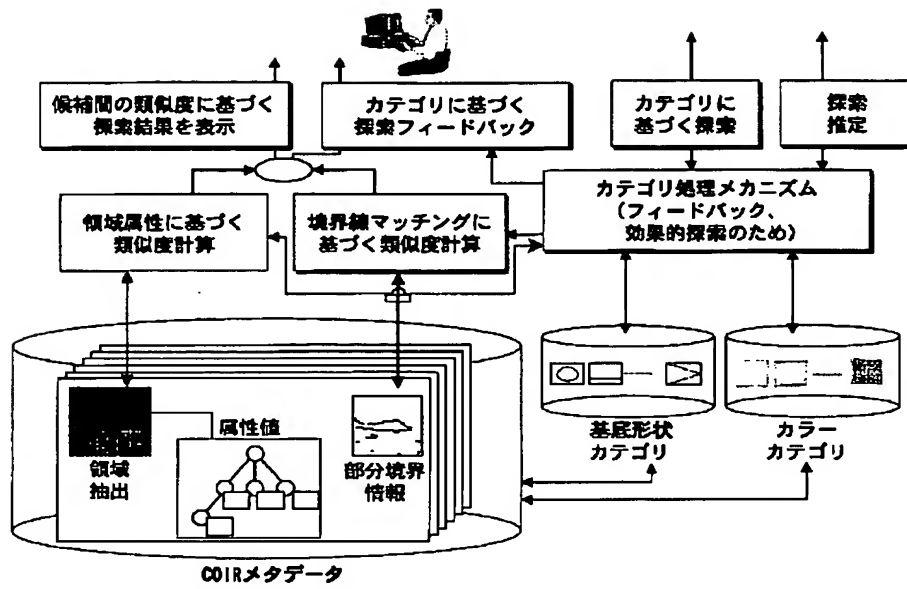 候補間の類似度に基づく
探索結果を表示
カテゴリに基づく
探索フィードバック
カテゴリに
基づく探索
探索
推定
領域属性に基づく
類似度計算
境界線マッチングに
基づく類似度計算
カテゴリ処理メカニズム
(フィードバック、
効果的探索のため)
領域
抽出
属性値
部分境界
情報
基底形状
カテゴリ
カラー
カテゴリ
COIRメタデータ